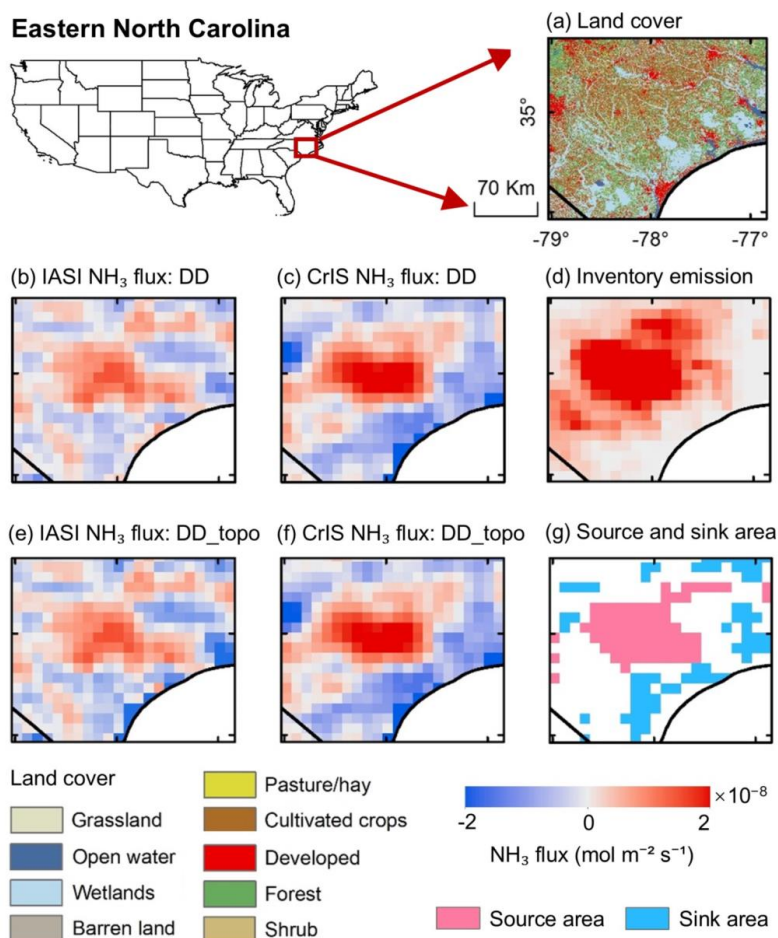 Eastern North Carolina
(a) Land cover
35°
70 Km
-79°
-78°
-77°
(b) IASI NH₃ flux: DD
(c) CrIS NH₃ flux: DD
(d) Inventory emission
(e) IASI NH₃ flux: DD_topo
(f) CrIS NH₃ flux: DD_topo
(g) Source and sink area
Land cover
Grassland
Open water
Wetlands
Barren land
Pasture/hay
Cultivated crops
Developed
Forest
Shrub
×10⁻⁸
-2
0
2
NH₃ flux (mol m⁻² s⁻¹)
Source area
Sink area